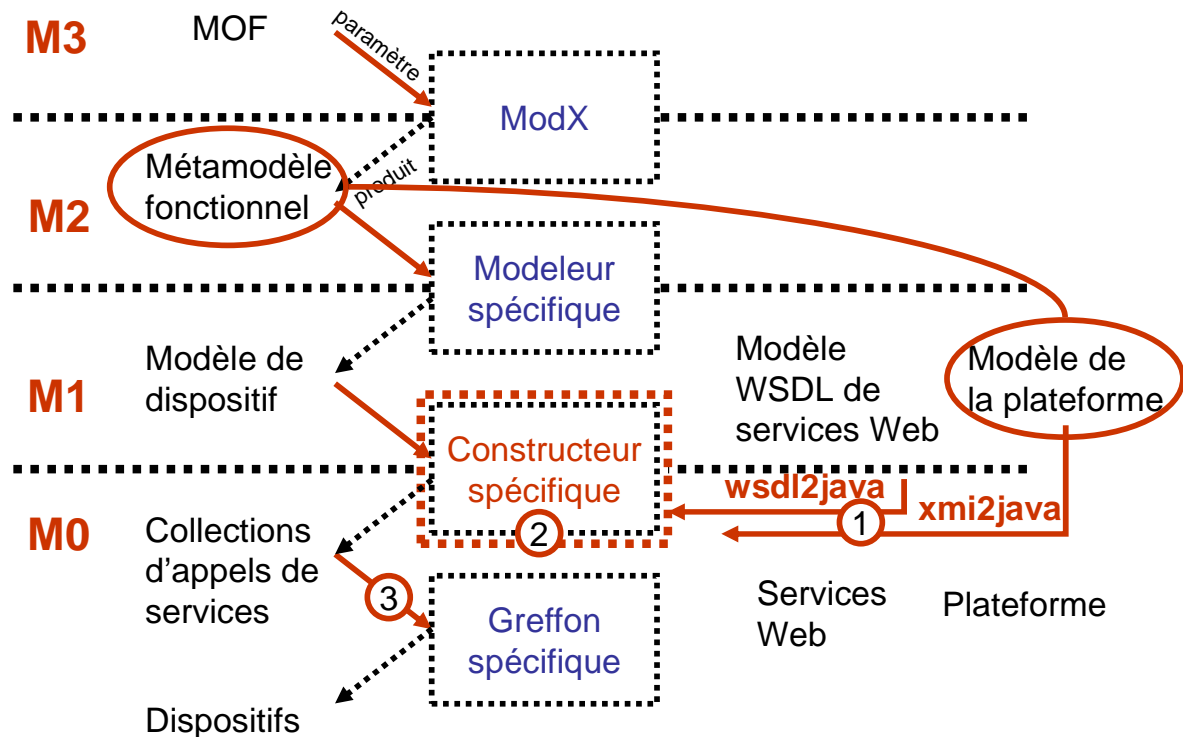 M3
MOF
paramètre
ModX
Métamodèle
fonctionnel
produit
M2
Modeleur
spécifique
Modèle de
dispositif
M1
Modèle
WSDL de
services Web
Modèle de
la plateforme
Constructeur
spécifique
2
wsdl2java
1
xmi2java
M0
Collections
d'appels de
services
3
Greffon
spécifique
Services
Web
Plateforme
Dispositifs